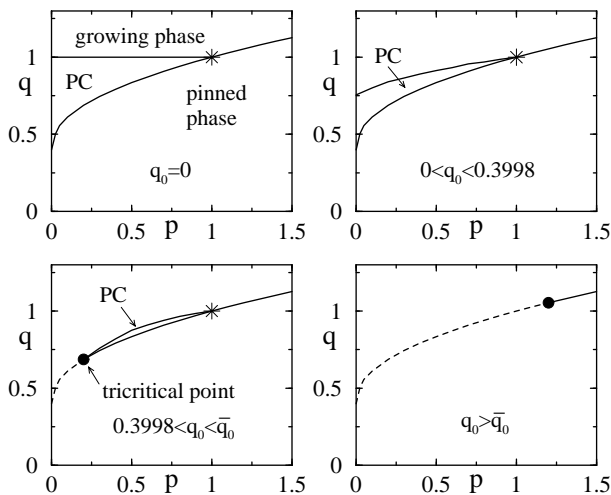 growing phase
1
q
PC
pinned
phase
0.5
q₀=0
0
0 0.5 p 1 1.5
1
q
PC
0.5
0<q₀<0.3998
0
0 0.5 p 1 1.5
PC
1
q
0.5
tricritical point
0.3998<q₀<q̄₀
0
0 0.5 p 1 1.5
1
q
0.5
q₀>q̄₀
0
0 0.5 p 1 1.5